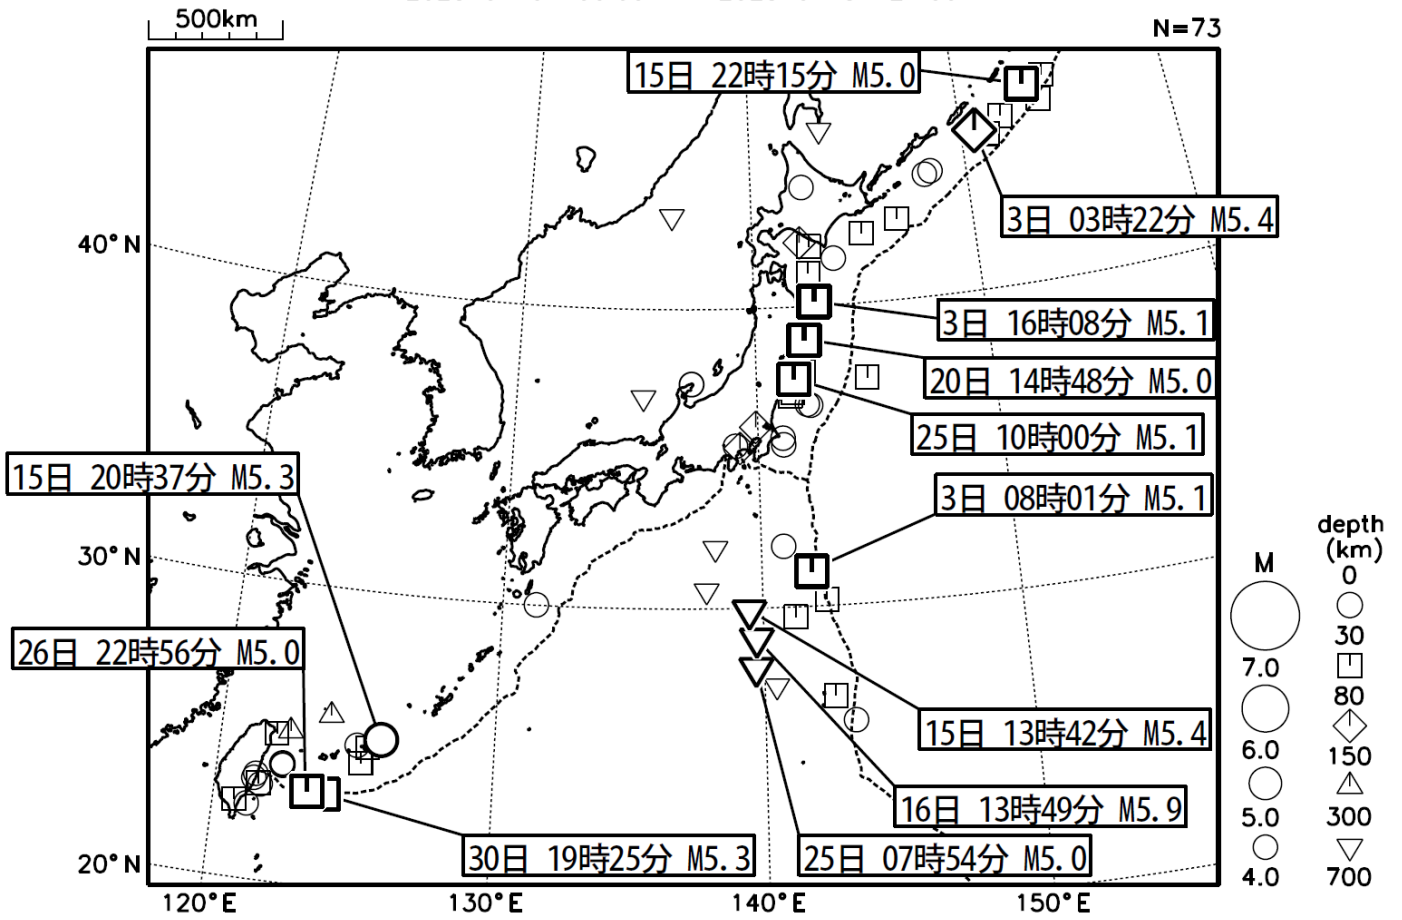 500km
N=73
15日 22時15分 M5.0
3日 03時22分 M5.4
40°N
3日 16時08分 M5.1
20日 14時48分 M5.0
25日 10時00分 M5.1
15日 20時37分 M5.3
3日 08時01分 M5.1
30°N
26日 22時56分 M5.0
15日 13時42分 M5.4
16日 13時49分 M5.9
30日 19時25分 M5.3
25日 07時54分 M5.0
20°N
120°E
130°E
140°E
150°E
M
7.0
6.0
5.0
4.0
depth
(km)
0
30
80
150
300
700